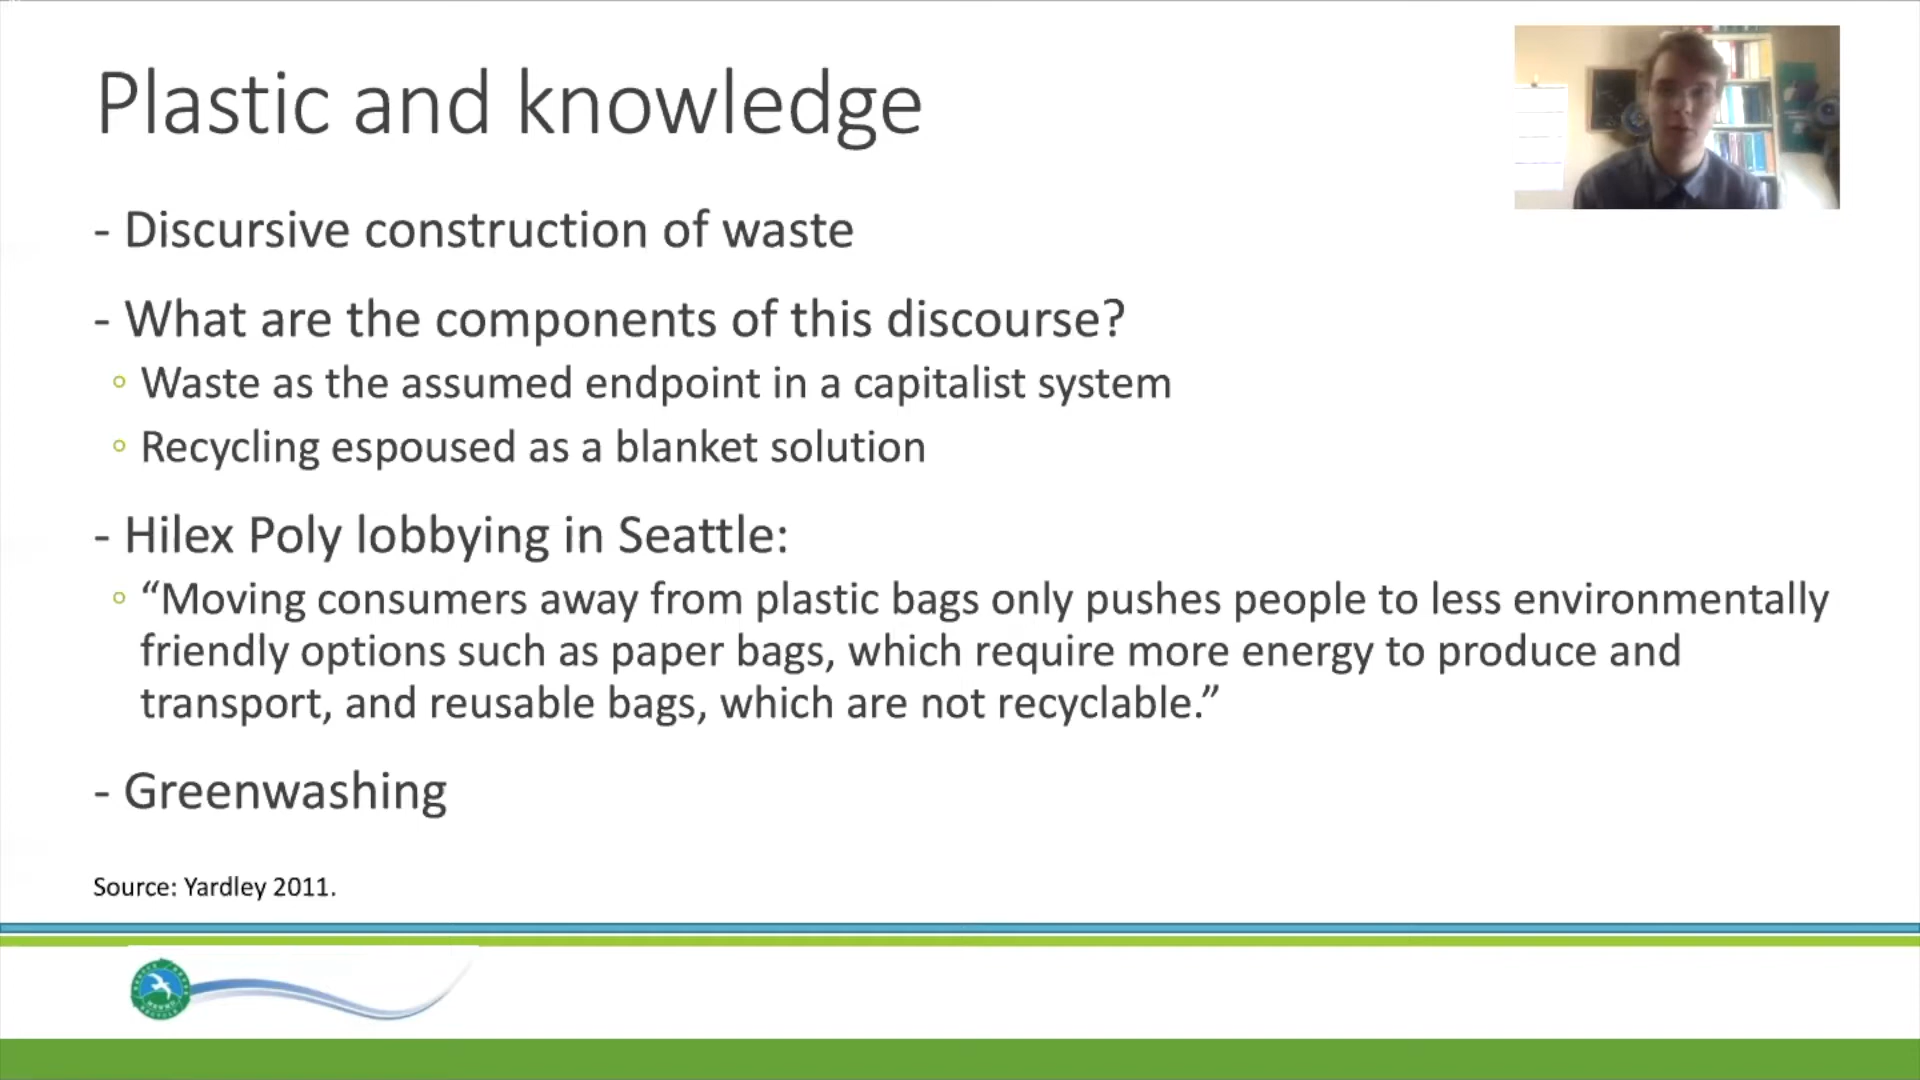 Plastic and knowledge
- Discursive construction of waste
- What are the components of this discourse?
◦ Waste as the assumed endpoint in a capitalist system
◦ Recycling espoused as a blanket solution
- Hilex Poly lobbying in Seattle:
◦ “Moving consumers away from plastic bags only pushes people to less environmentally
friendly options such as paper bags, which require more energy to produce and
transport, and reusable bags, which are not recyclable.”
- Greenwashing
Source: Yardley 2011.